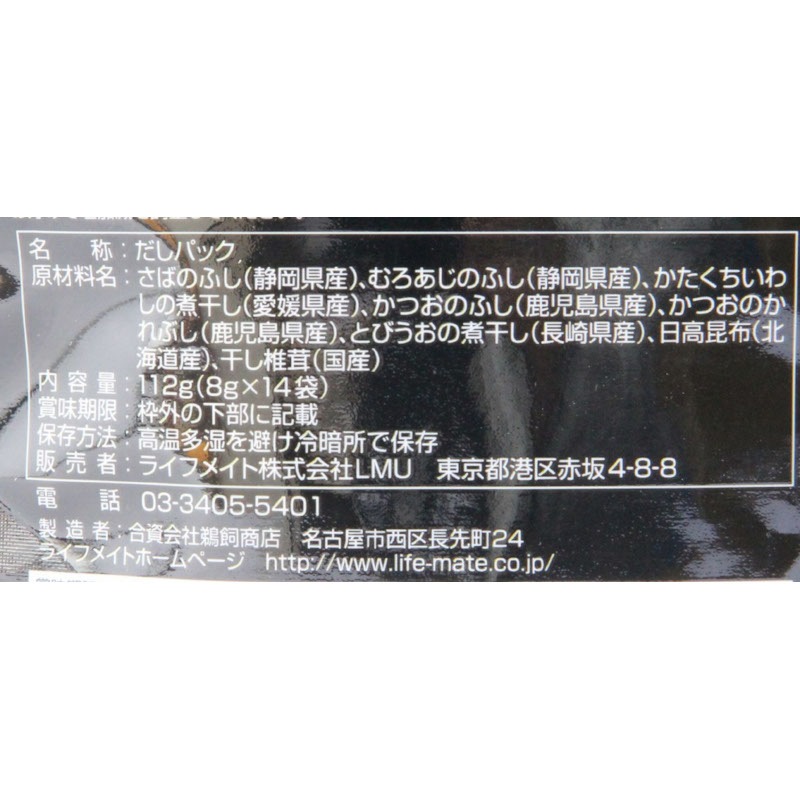 名　称：だしパック
原材料名：さばのふし(静岡県産)、むろあじのふし(静岡県産)、かたくちいわ
しの煮干し(愛媛県産)、かつおのふし(鹿児島県産)、かつおのか
れぶし(鹿児島県産)、とびうおの煮干し(長崎県産)、日高昆布(北
海道産)、干し椎茸(国産)
内容量：112g(8g×14袋)
賞味期限：枠外の下部に記載
保存方法：高温多湿を避け冷暗所で保存
販売者：ライフメイト株式会社LMU　東京都港区赤坂4-8-8
電　話　03-3405-5401
製造者：合資会社鵜飼商店　名古屋市西区長先町24
ライフメイトホームページ　http://www.life-mate.co.jp/